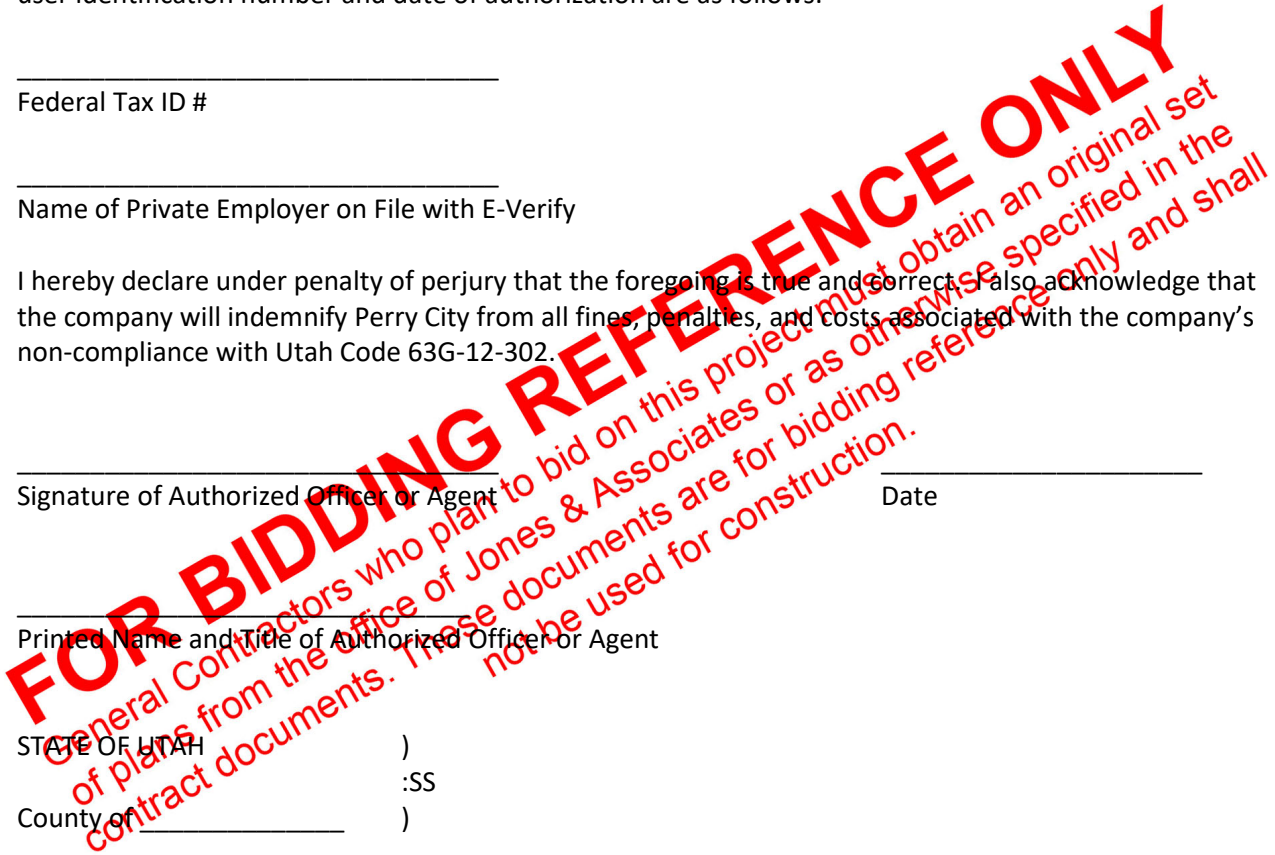 user identification number and date of authorization are as follows:
__________________________________
Federal Tax ID #
__________________________________
Name of Private Employer on File with E-Verify
I hereby declare under penalty of perjury that the foregoing is true and correct. I also acknowledge that
the company will indemnify Perry City from all fines, penalties, and costs associated with the company’s
non-compliance with Utah Code 63G-12-302.
__________________________________ _______________________
Signature of Authorized Officer or Agent Date
________________________________
Printed Name and Title of Authorized Officer or Agent
STATE OF UTAH )
:SS
County of ______________ )
FOR BIDDING REFERENCE ONLY
General Contractors who plan to bid on this project must obtain an original set
of plans from the office of Jones & Associates or as otherwise specified in the
contract documents. These documents are for bidding reference only and shall
not be used for construction.